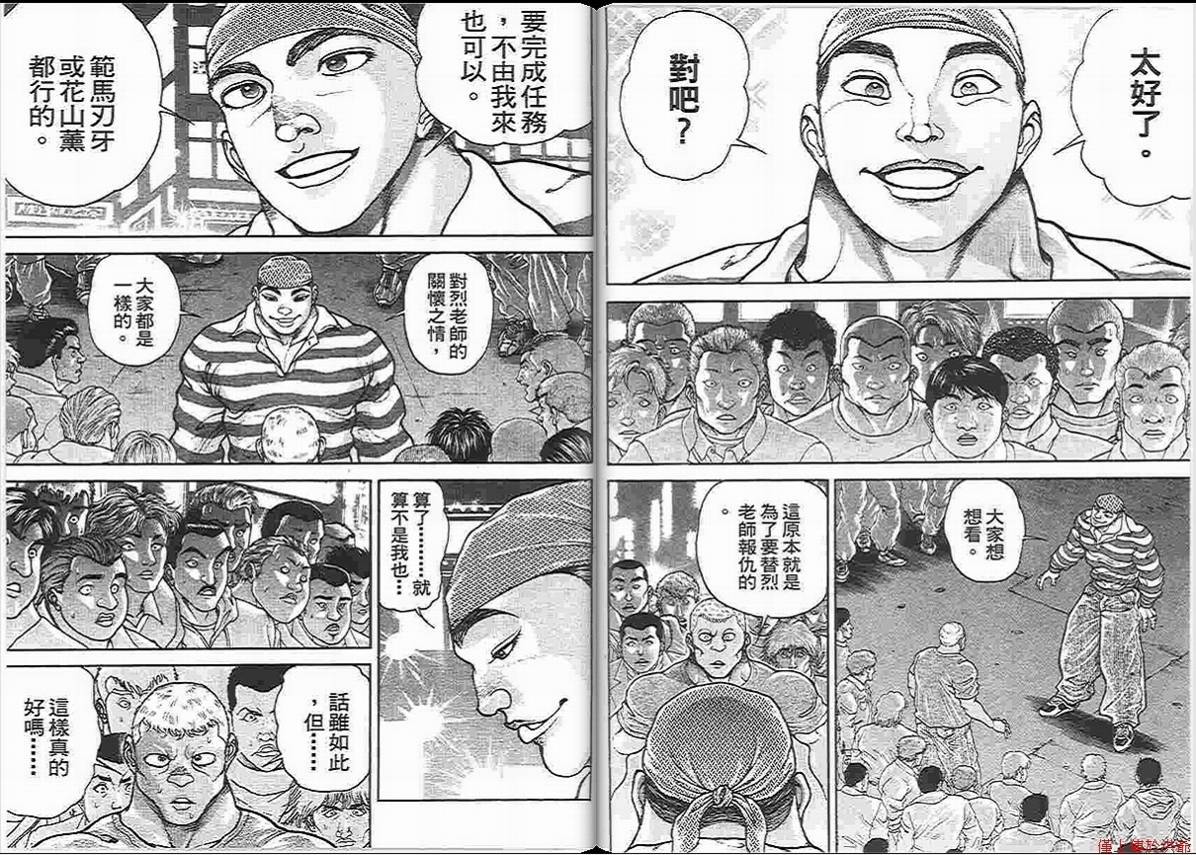 太好了。
對吧？
大家想
想看。
這原本就是
為了要替烈
老師報仇的
。
要完成任務
，不由我來
也可以。
範馬刃牙
或花山薰
都行的。
對烈老師的
關懷之情，
大家都是
一樣的。
算了………就
算不是我也…
話雖如此
，但……
這樣真的
好嗎……